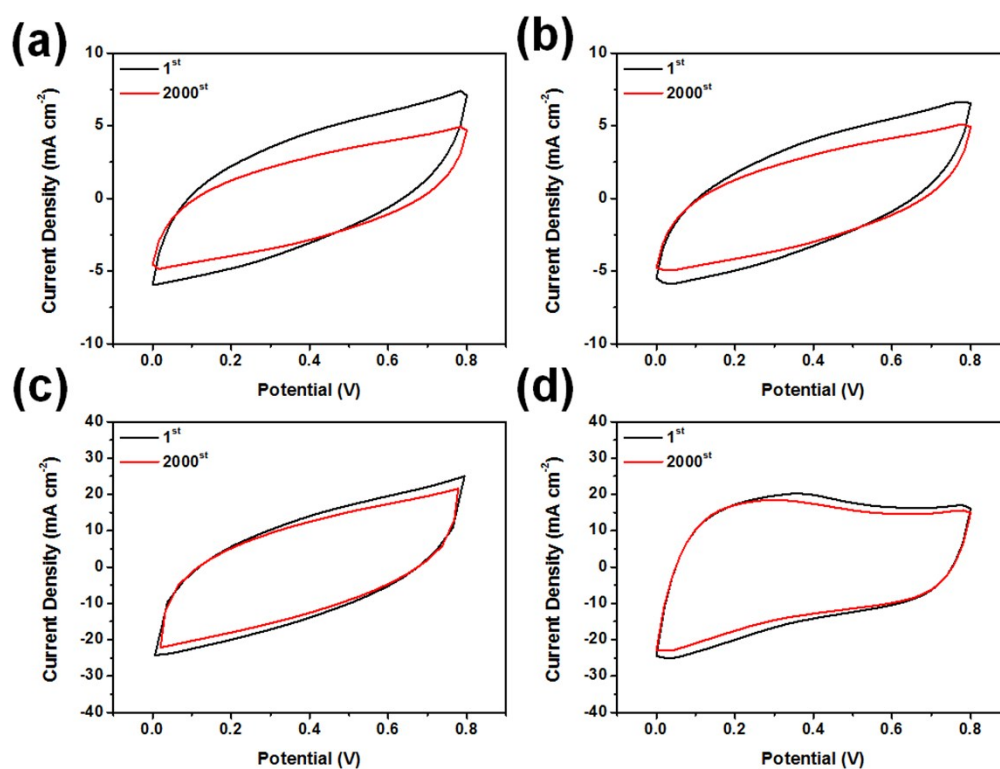 (a)
10
5
0
-5
-10
Current Density (mA cm⁻²)
1ˢᵗ
2000ˢᵗ
0.0 0.2 0.4 0.6 0.8
Potential (V)
(b)
10
5
0
-5
-10
Current Density (mA cm⁻²)
1ˢᵗ
2000ˢᵗ
0.0 0.2 0.4 0.6 0.8
Potential (V)
(c)
40
30
20
10
0
-10
-20
-30
-40
Current Density (mA cm⁻²)
1ˢᵗ
2000ˢᵗ
0.0 0.2 0.4 0.6 0.8
Potential (V)
(d)
40
30
20
10
0
-10
-20
-30
-40
Current Density (mA cm⁻²)
1ˢᵗ
2000ˢᵗ
0.0 0.2 0.4 0.6 0.8
Potential (V)